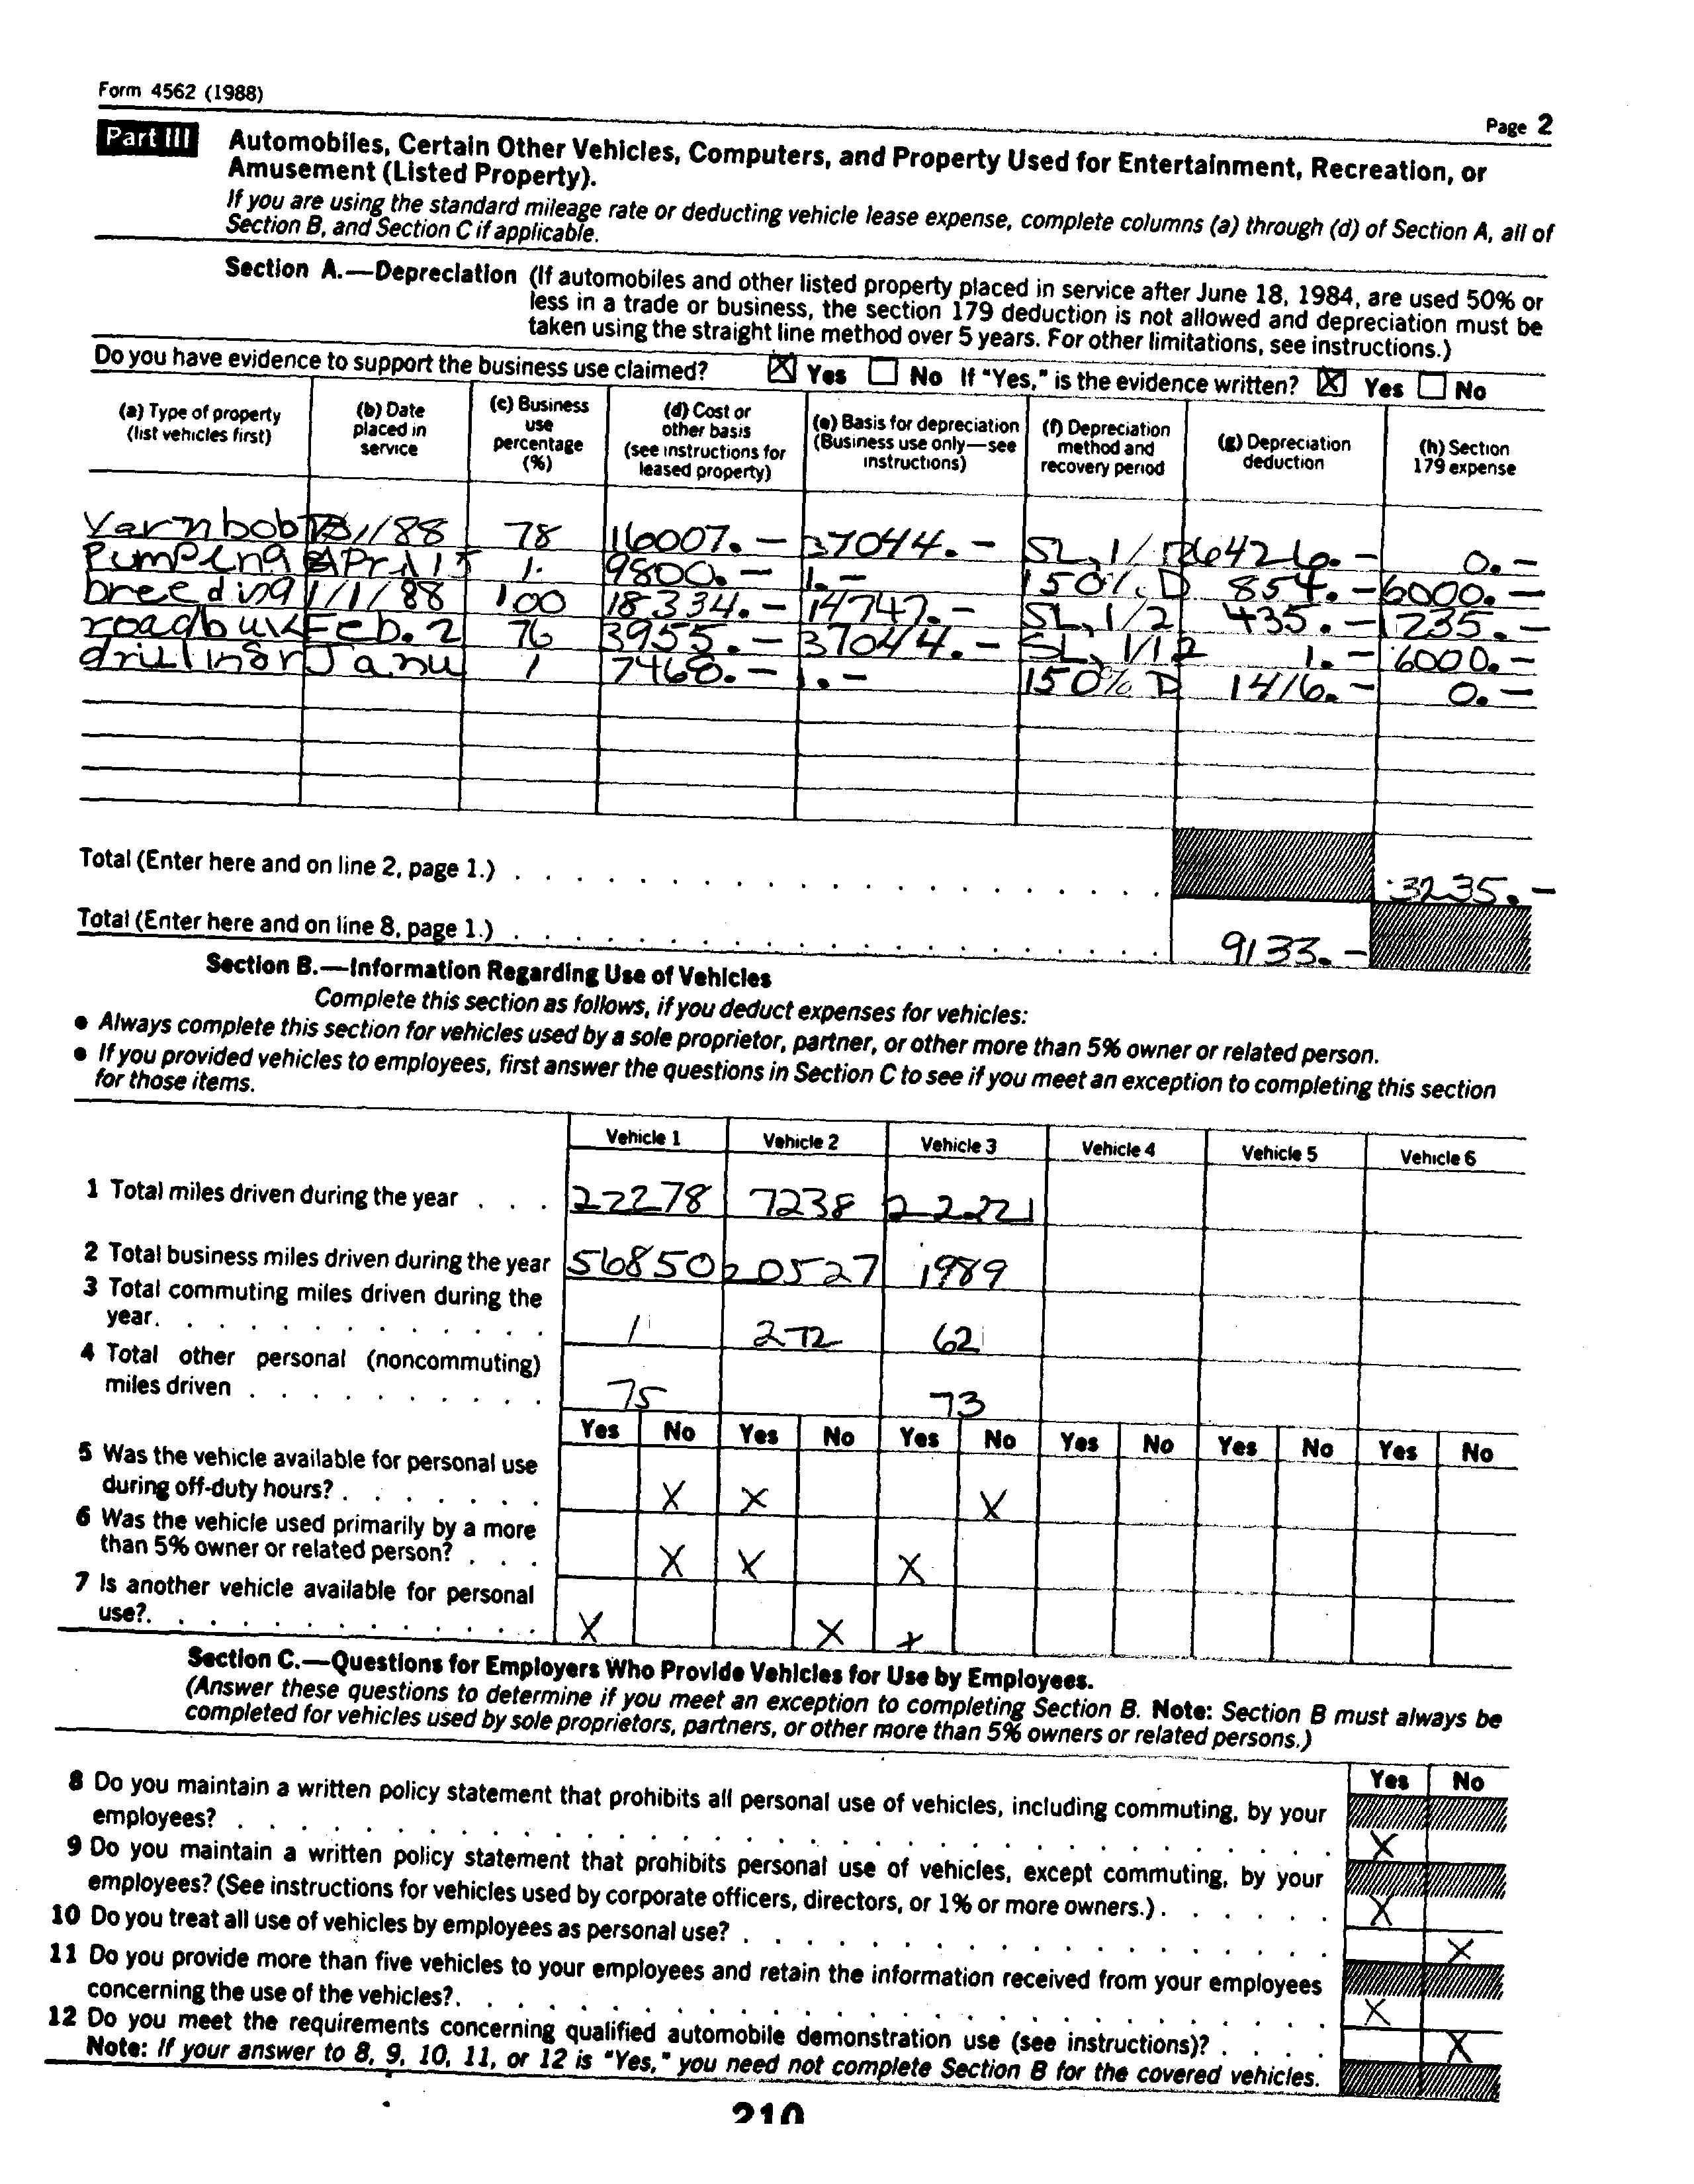 Form 4562 (1988)
Page 2
Part III Automobiles, Certain Other Vehicles, Computers, and Property Used for Entertainment, Recreation, or
Amusement (Listed Property).
If you are using the standard mileage rate or deducting vehicle lease expense, complete columns (a) through (d) of Section A, all of
Section B, and Section C if applicable.
Section A.—Depreciation (If automobiles and other listed property placed in service after June 18, 1984, are used 50% or
less in a trade or business, the section 179 deduction is not allowed and depreciation must be
taken using the straight line method over 5 years. For other limitations, see instructions.)
Do you have evidence to support the business use claimed? X Yes No If "Yes," is the evidence written? X Yes No
(a) Type of property (list vehicles first) (b) Date placed in service (c) Business use percentage (%) (d) Cost or other basis (see instructions for leased property) (e) Basis for depreciation (Business use only—see instructions) (f) Depreciation method and recovery period (g) Depreciation deduction (h) Section 179 expense
Yarnbob /88 78 16007.- 37044.- SL, 1/ 6426.- 0.-
Pumping April 15 1. 9800.- 1.- 150% D 854.- 6000.-
breeding 1/1/88 100 18334.- 14747.- SL, 1/2 435.- 1235.-
roadbuil Feb. 2 76 3955.- 37044.- SL, 1/12 1.- 6000.-
drilling r Janu 1 7468.- 1.- 150% D 1416.- 0.-
Total (Enter here and on line 2, page 1.) 3235.-
Total (Enter here and on line 8, page 1.) 9133.-
Section B.—Information Regarding Use of Vehicles
Complete this section as follows, if you deduct expenses for vehicles:
● Always complete this section for vehicles used by a sole proprietor, partner, or other more than 5% owner or related person.
● If you provided vehicles to employees, first answer the questions in Section C to see if you meet an exception to completing this section
for those items.
Vehicle 1 Vehicle 2 Vehicle 3 Vehicle 4 Vehicle 5 Vehicle 6
1 Total miles driven during the year . . . 22278 7238 22221
2 Total business miles driven during the year 56850 20527 1989
3 Total commuting miles driven during the
year. 1 272 62
4 Total other personal (noncommuting)
miles driven 75 73
Yes No Yes No Yes No Yes No Yes No Yes No
5 Was the vehicle available for personal use
during off-duty hours? X X X
6 Was the vehicle used primarily by a more
than 5% owner or related person? X X X
7 Is another vehicle available for personal
use?. X X X
Section C.—Questions for Employers Who Provide Vehicles for Use by Employees.
(Answer these questions to determine if you meet an exception to completing Section B. Note: Section B must always be
completed for vehicles used by sole proprietors, partners, or other more than 5% owners or related persons.)
Yes No
8 Do you maintain a written policy statement that prohibits all personal use of vehicles, including commuting, by your
employees? X
9 Do you maintain a written policy statement that prohibits personal use of vehicles, except commuting, by your
employees? (See instructions for vehicles used by corporate officers, directors, or 1% or more owners.) X
10 Do you treat all use of vehicles by employees as personal use? X
11 Do you provide more than five vehicles to your employees and retain the information received from your employees
concerning the use of the vehicles?. X
12 Do you meet the requirements concerning qualified automobile demonstration use (see instructions)? X
Note: If your answer to 8, 9, 10, 11, or 12 is "Yes," you need not complete Section B for the covered vehicles.
210